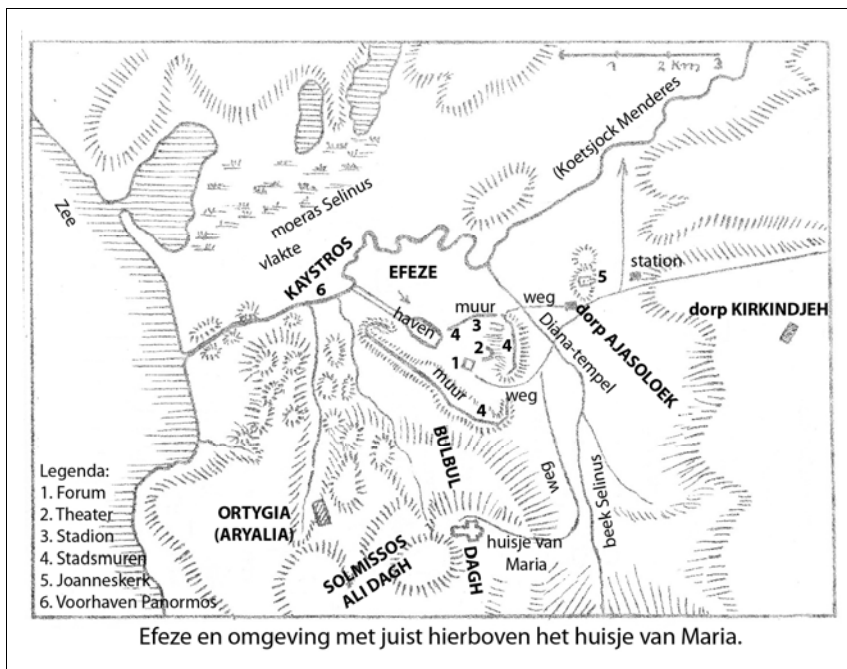 1 2 Km 3
(Koetsjock Menderes
Zee
moeras Selinus
vlakte
KAYSTROS
6
EFEZE
haven
muur
4 3
2
1
4
muur
4
weg
weg
5
station
dorp AJASOLOEK
Diana-tempel
dorp KIRKINDJEH
BULBUL
weg
beek Selinus
ORTYGIA
(ARYALIA)
SOLMISSOS
ALI DAGH
DAGH
huisje van
Maria
Legenda:
1. Forum
2. Theater
3. Stadion
4. Stadsmuren
5. Joanneskerk
6. Voorhaven Panormos
Efeze en omgeving met juist hierboven het huisje van Maria.